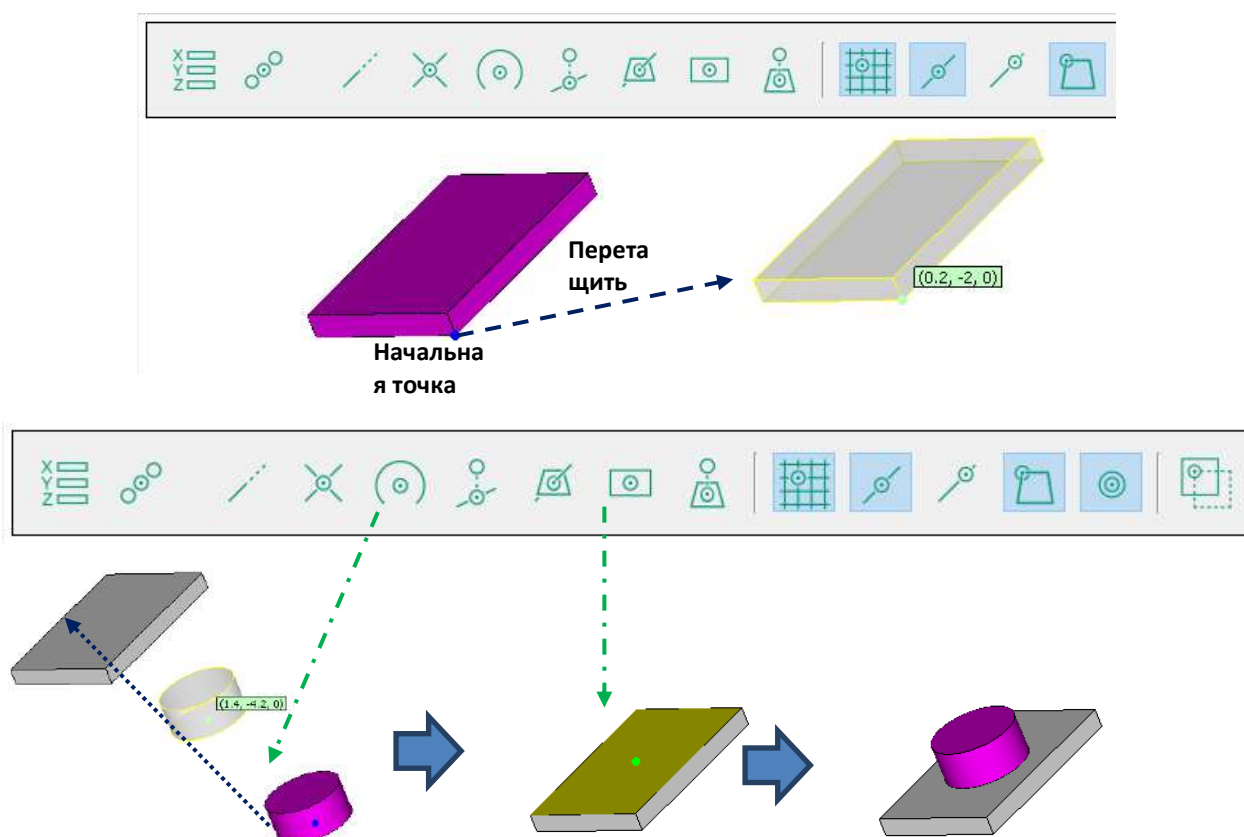 X
Y
Z
Перета
щить
(0.2, -2, 0)
Начальна
я точка
X
Y
Z
(1.4, -4.2, 0)